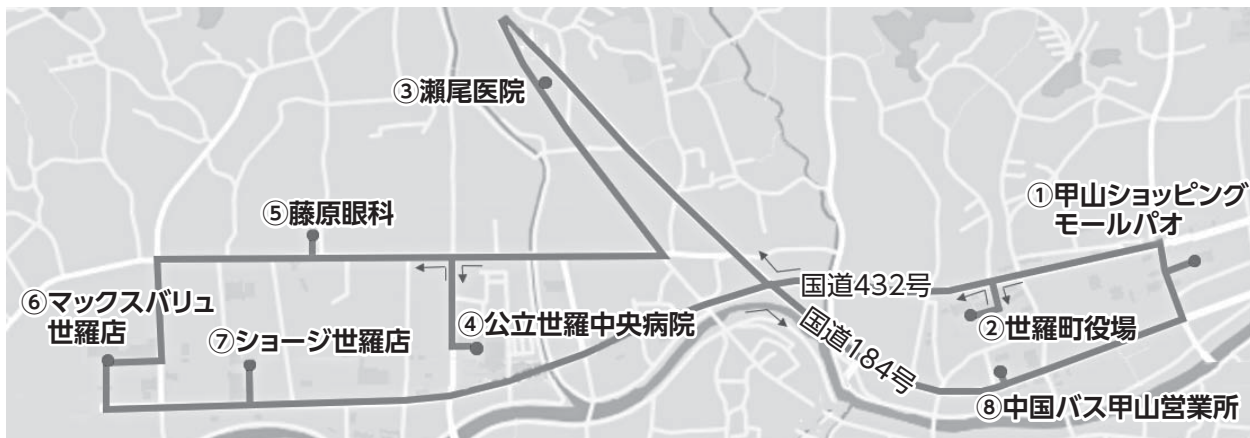 ①甲山ショッピング
モールパオ
②世羅町役場
③瀬尾医院
④公立世羅中央病院
⑤藤原眼科
⑥マックスバリュ
世羅店
⑦ショージ世羅店
⑧中国バス甲山営業所
国道432号
国道184号